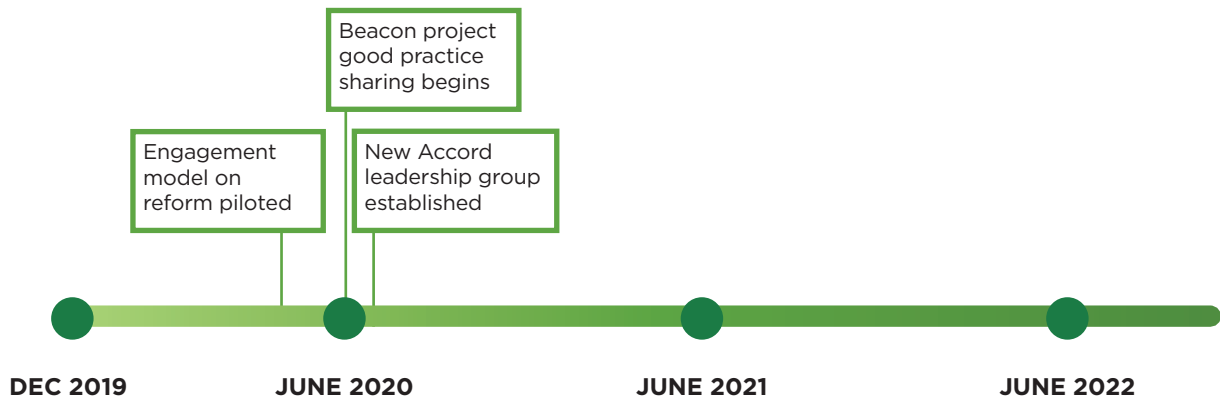 Beacon project
good practice
sharing begins
Engagement
model on
reform piloted
New Accord
leadership group
established
DEC 2019
JUNE 2020
JUNE 2021
JUNE 2022